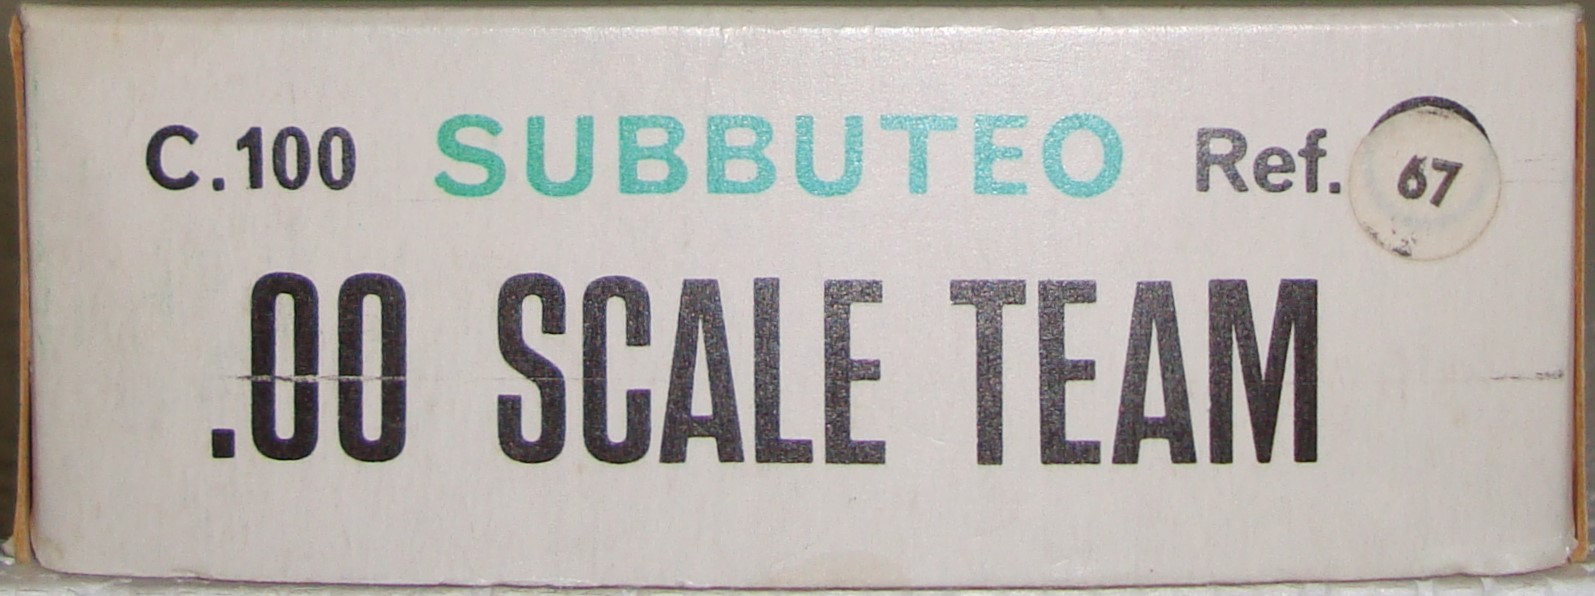 C.100 SUBBUTEO Ref. 67
.00 SCALE TEAM